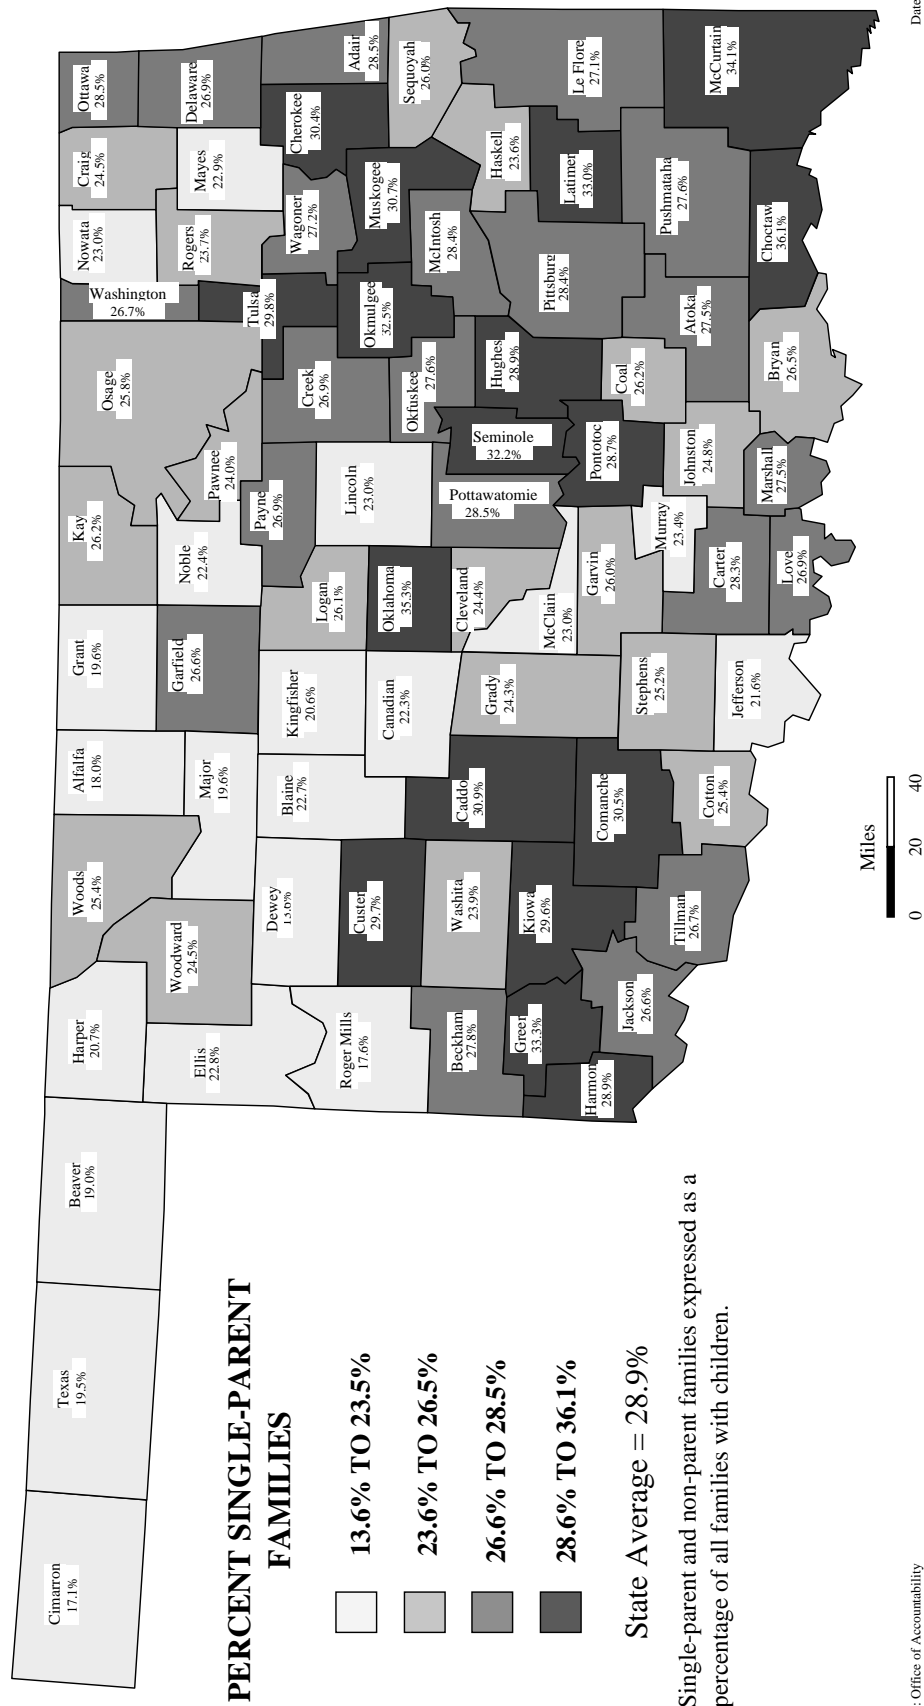 Cimarron
17.1%
Texas
19.5%
Beaver
19.0%
Harper
20.7%
Woods
25.4%
Alfalfa
18.0%
Grant
19.6%
Kay
26.2%
Osage
25.8%
Washington
26.7%
Nowata
23.0%
Craig
24.5%
Ottawa
28.5%
Ellis
22.8%
Woodward
24.5%
Major
19.6%
Garfield
26.6%
Noble
22.4%
Pawnee
24.0%
Rogers
23.7%
Mayes
22.9%
Delaware
26.9%
Dewey
13.6%
Blaine
22.7%
Kingfisher
20.6%
Logan
26.1%
Payne
26.9%
Creek
26.9%
Tulsa
29.8%
Wagoner
27.2%
Cherokee
30.4%
Adair
28.5%
Roger Mills
17.6%
Custer
29.7%
Canadian
22.3%
Oklahoma
35.3%
Lincoln
23.0%
Okfuskee
27.6%
Okmulgee
32.5%
Muskogee
30.7%
McIntosh
28.4%
Sequoyah
26.0%
Beckham
27.8%
Washita
23.9%
Caddo
30.9%
Grady
24.3%
Cleveland
24.4%
McClain
23.0%
Pottawatomie
28.5%
Seminole
32.2%
Hughes
28.9%
Pittsburg
28.4%
Haskell
23.6%
Latimer
33.0%
Le Flore
27.1%
Greer
33.3%
Kiowa
29.6%
Harmon
28.9%
Jackson
26.6%
Tillman
26.7%
Comanche
30.5%
Cotton
25.4%
Stephens
25.2%
Jefferson
21.6%
Garvin
26.0%
Murray
23.4%
Carter
28.3%
Love
26.9%
Pontotoc
28.7%
Johnston
24.8%
Marshall
27.5%
Coal
26.2%
Atoka
27.5%
Bryan
26.5%
Pushmataha
27.6%
Choctaw
36.1%
McCurtain
34.1%
PERCENT SINGLE-PARENT
FAMILIES
13.6% TO 23.5%
23.6% TO 26.5%
26.6% TO 28.5%
28.6% TO 36.1%
State Average = 28.9%
Single-parent and non-parent families expressed as a
percentage of all families with children.
Miles
0 20 40
: Office of Accountability
Date